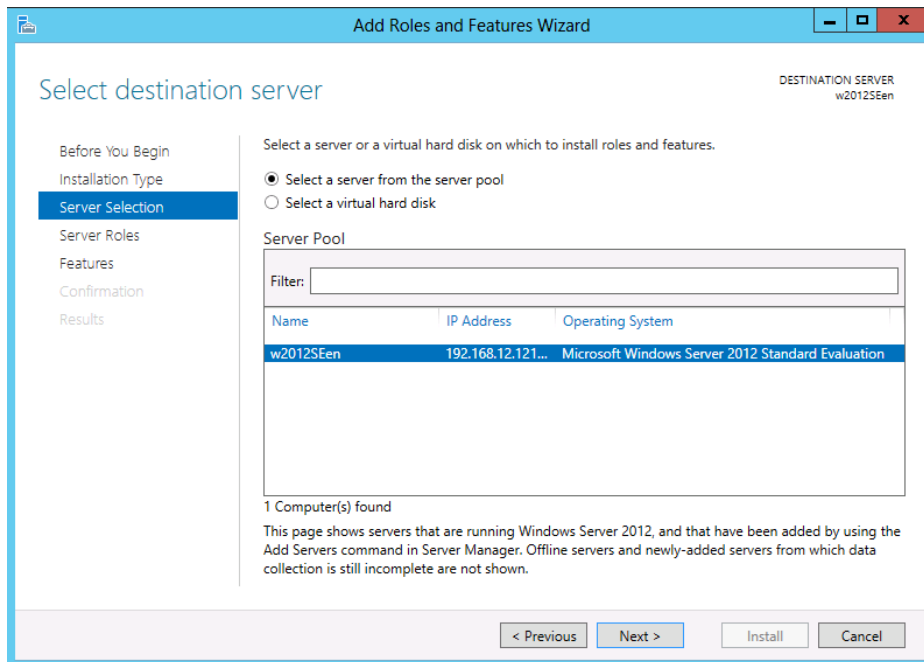 Add Roles and Features Wizard
Select destination server
DESTINATION SERVER
w2012SEen
Before You Begin
Installation Type
Server Selection
Server Roles
Features
Confirmation
Results
Select a server or a virtual hard disk on which to install roles and features.
Select a server from the server pool
Select a virtual hard disk
Server Pool
Filter:
Name IP Address Operating System
w2012SEen 192.168.12.121... Microsoft Windows Server 2012 Standard Evaluation
1 Computer(s) found
This page shows servers that are running Windows Server 2012, and that have been added by using the
Add Servers command in Server Manager. Offline servers and newly-added servers from which data
collection is still incomplete are not shown.
< Previous Next > Install Cancel